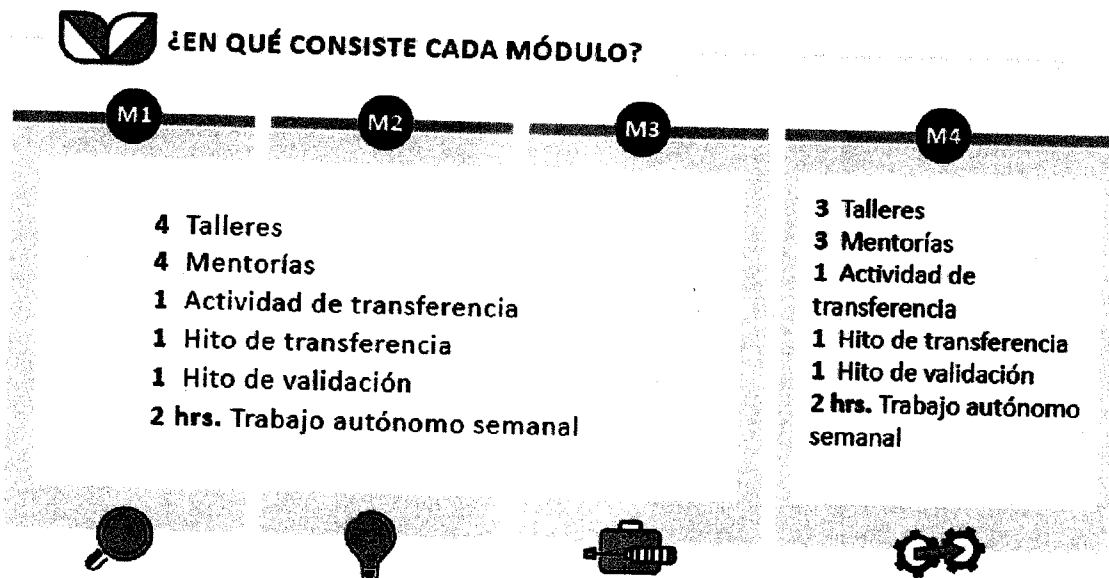 ¿EN QUÉ CONSISTE CADA MÓDULO?
M1
M2
M3
M4
4 Talleres
4 Mentorías
1 Actividad de transferencia
1 Hito de transferencia
1 Hito de validación
2 hrs. Trabajo autónomo semanal
3 Talleres
3 Mentorías
1 Actividad de
transferencia
1 Hito de transferencia
1 Hito de validación
2 hrs. Trabajo autónomo
semanal